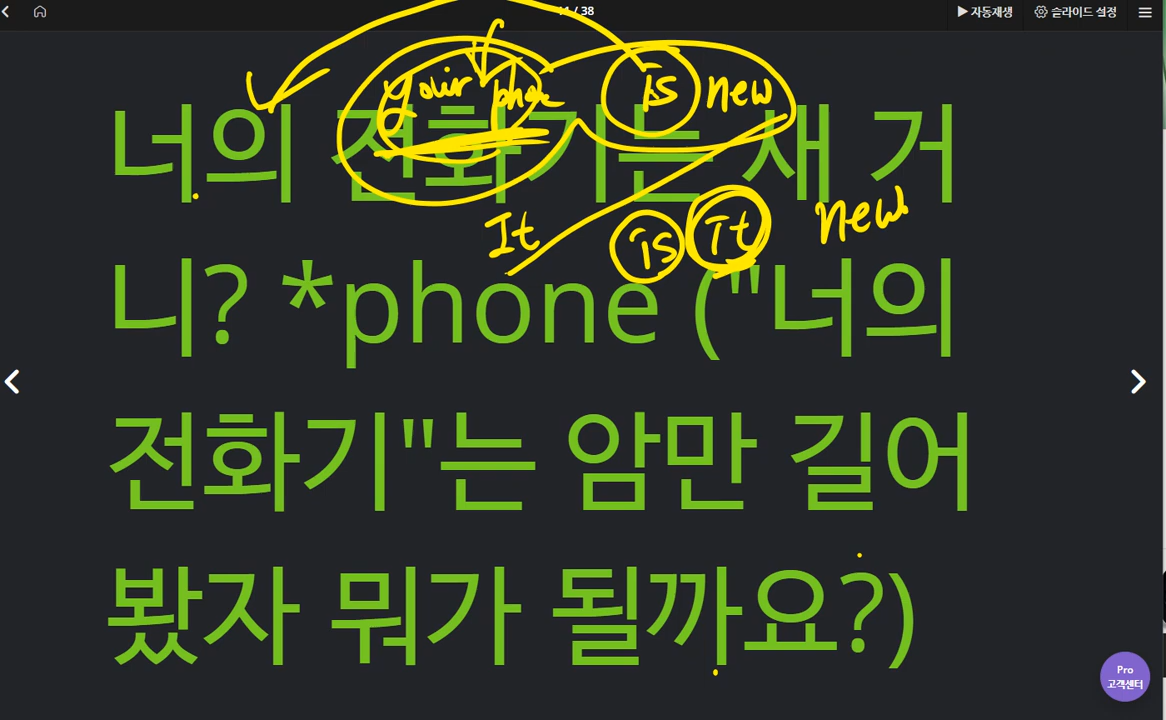 11 / 38
▶ 자동재생
슬라이드 설정
your phone
is new
너의 전화기는 새 거
It
is it
new
니? *phone ("너의
전화기"는 암만 길어
봤자 뭐가 될까요?)
Pro
고객센터